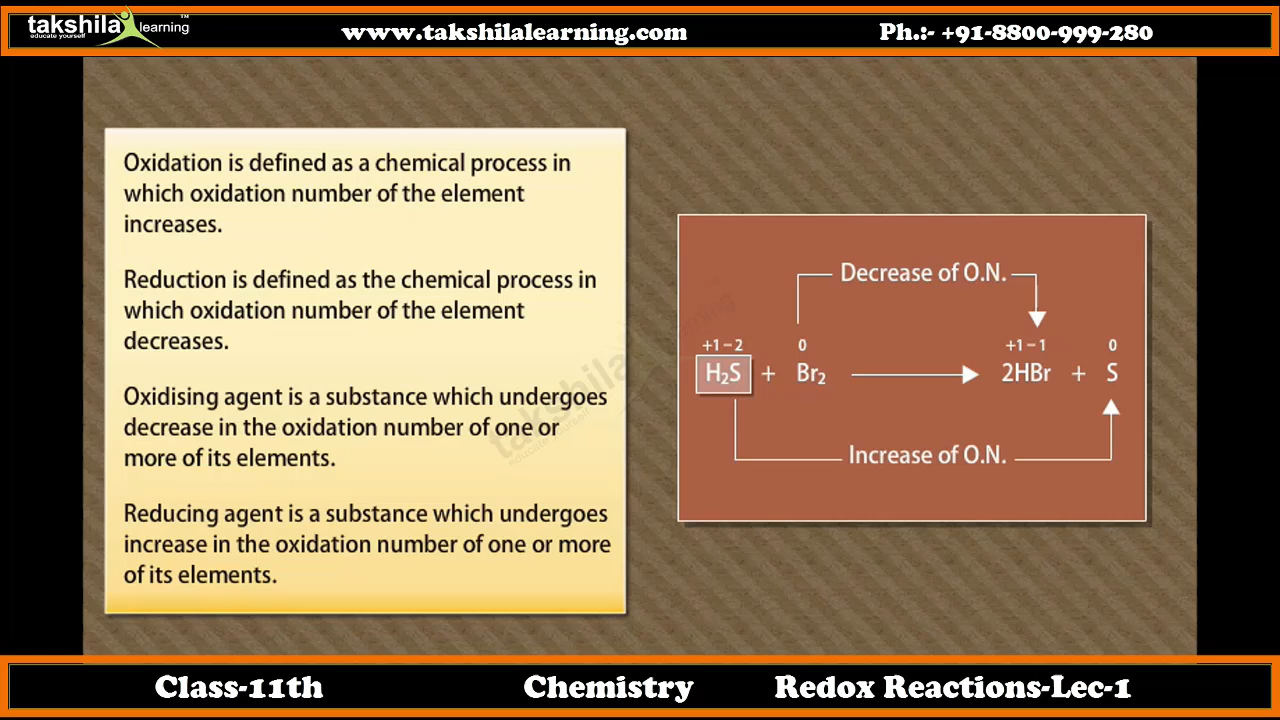 takshila learning ™
educate yourself
www.takshilalearning.com
Ph.:- +91-8800-999-280
Oxidation is defined as a chemical process in
which oxidation number of the element
increases.
Reduction is defined as the chemical process in
which oxidation number of the element
decreases.
Oxidising agent is a substance which undergoes
decrease in the oxidation number of one or
more of its elements.
Reducing agent is a substance which undergoes
increase in the oxidation number of one or more
of its elements.
takshila learning
educate yourself
Decrease of O.N.
+1 – 2 0 +1 – 1 0
H₂S + Br₂ ⟶ 2HBr + S
Increase of O.N.
Class-11th
Chemistry
Redox Reactions-Lec-1